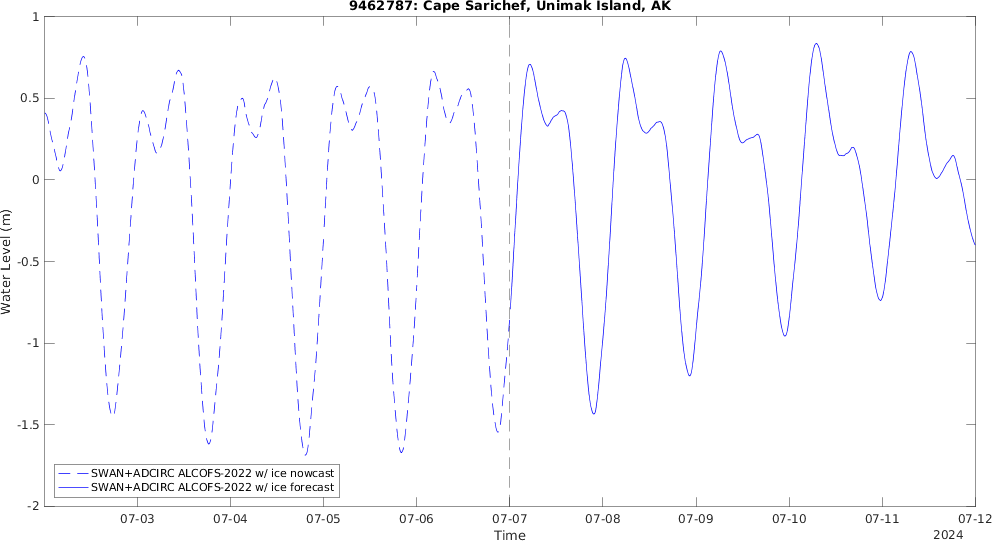 9462787: Cape Sarichef, Unimak Island, AK
1
0.5
0
-0.5
-1
-1.5
-2
Water Level (m)
SWAN+ADCIRC ALCOFS-2022 w/ ice nowcast
SWAN+ADCIRC ALCOFS-2022 w/ ice forecast
07-03 07-04 07-05 07-06 07-07 07-08 07-09 07-10 07-11 07-12
Time
2024